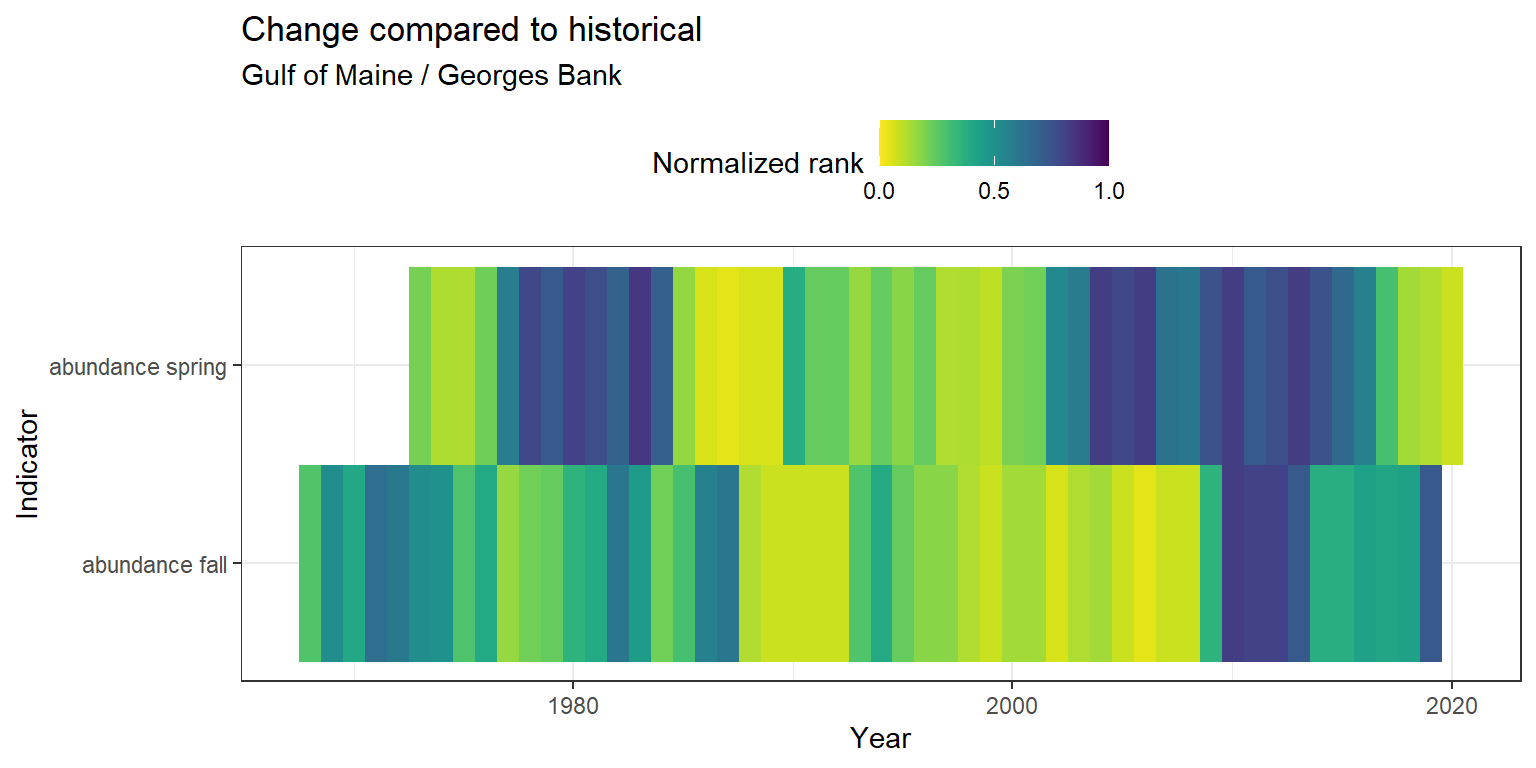 Change compared to historical
Gulf of Maine / Georges Bank
Normalized rank
0.0 0.5 1.0
Indicator
abundance spring
abundance fall
1980 2000 2020
Year